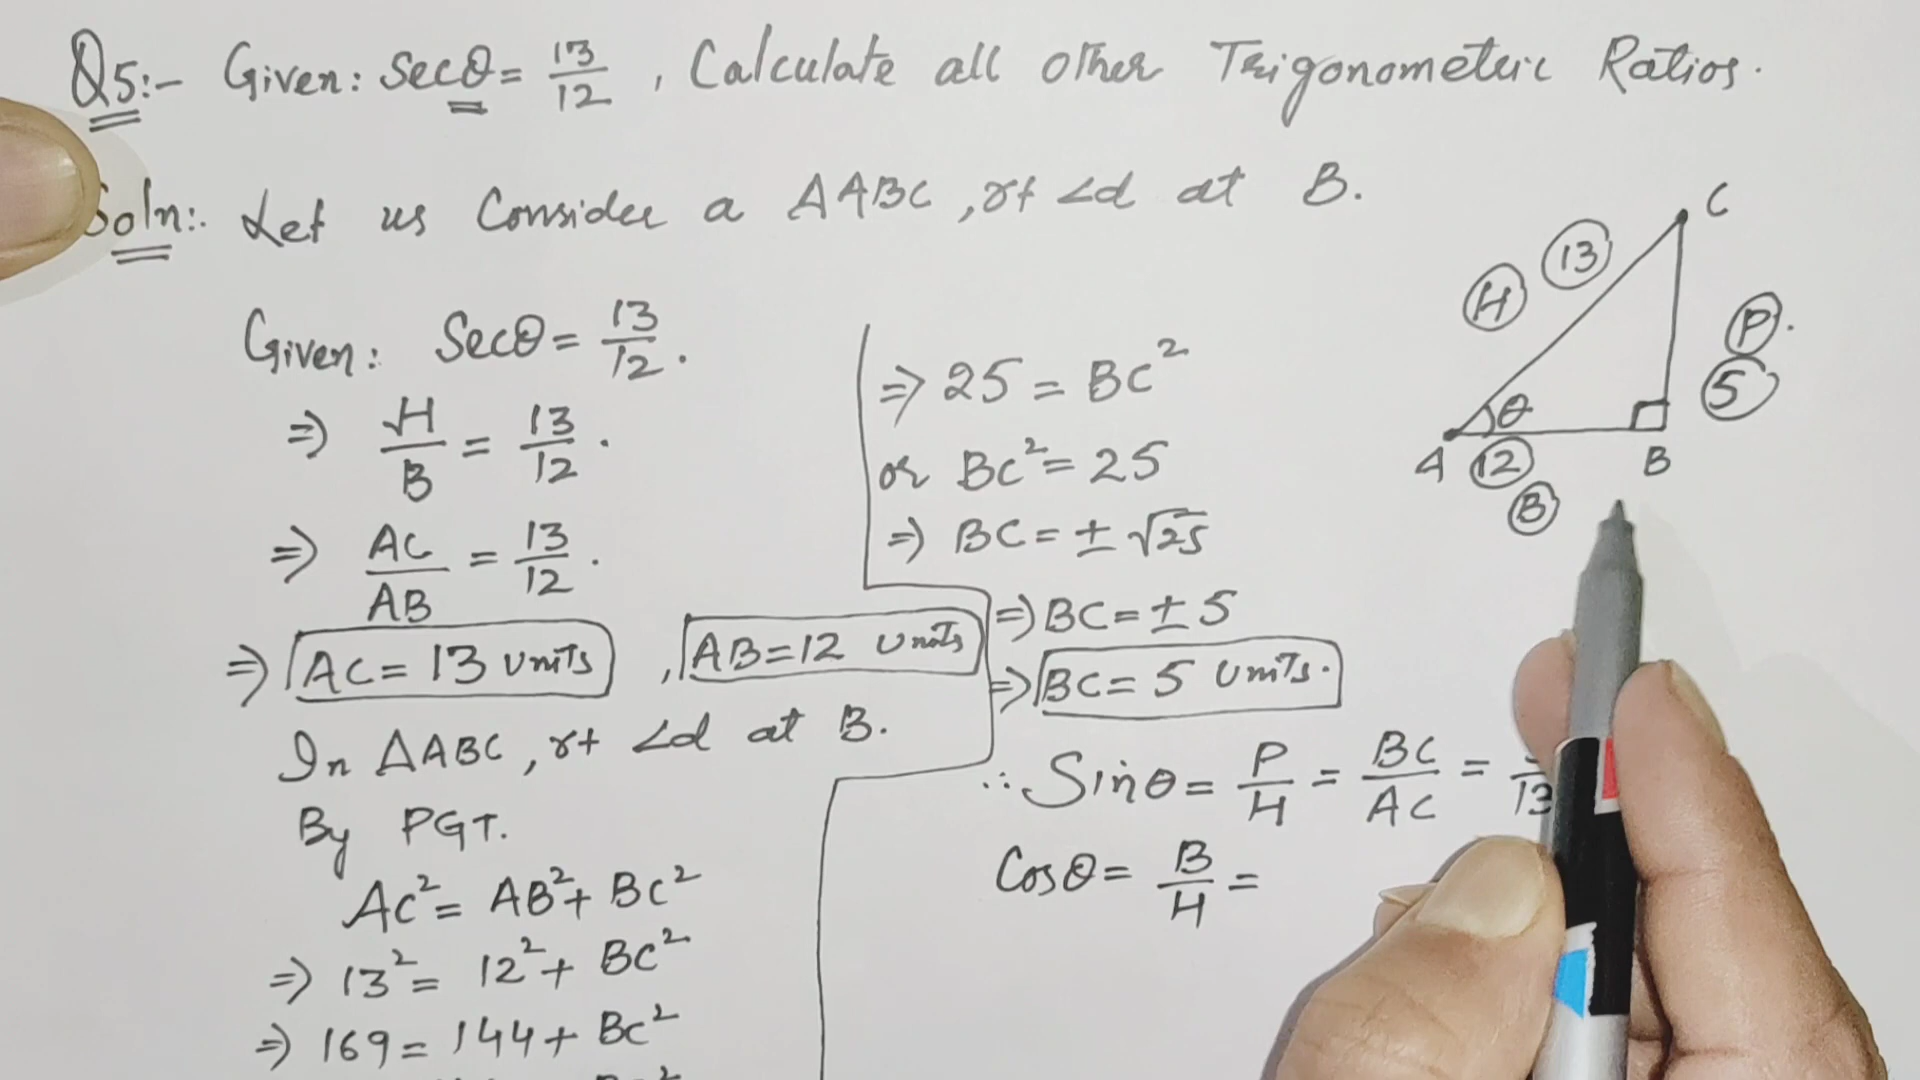 Q5:- Given: Secθ = 13/12, Calculate all other Trigonometric Ratios.
Soln:. Let us Consider a ΔABC, rt ∠d at B.
Given: Secθ = 13/12.
⇒ H/B = 13/12.
⇒ AC/AB = 13/12.
⇒ AC = 13 units, AB = 12 units
In ΔABC, rt ∠d at B.
By PGT.
AC² = AB² + BC²
⇒ 13² = 12² + BC²
⇒ 169 = 144 + BC²
⇒ 25 = BC²
or BC² = 25
⇒ BC = ± √25
⇒ BC = ± 5
⇒ BC = 5 units.
∴ Sinθ = P/H = BC/AC =
13
Cosθ = B/H =
C
13
H
P.
5
θ
A 12 B
B